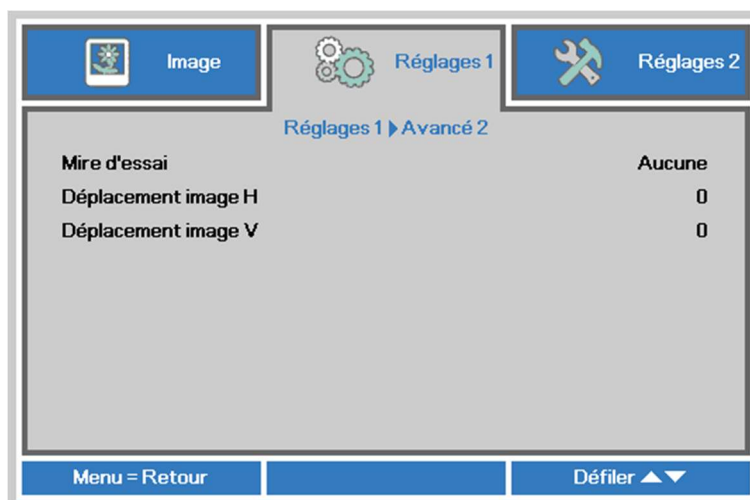 Image Réglages 1 Réglages 2
Réglages 1 ▶ Avancé 2
Mire d'essai Aucune
Déplacement image H 0
Déplacement image V 0
Menu = Retour Défiler ▲▼